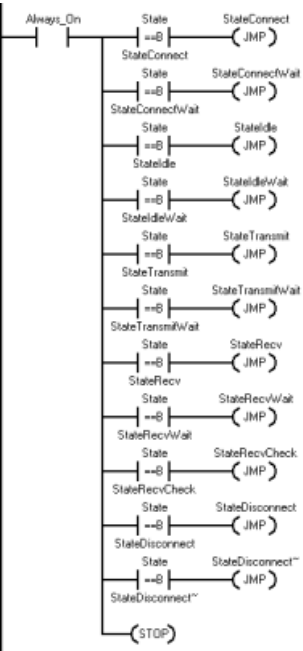 Always_On State StateConnect
==B JMP
StateConnect
State StateConnectWait
==B JMP
StateConnectWait
State StateIdle
==B JMP
StateIdle
State StateIdleWait
==B JMP
StateIdleWait
State StateTransmit
==B JMP
StateTransmit
State StateTransmitWait
==B JMP
StateTransmitWait
State StateRecv
==B JMP
StateRecv
State StateRecvWait
==B JMP
StateRecvWait
State StateRecvCheck
==B JMP
StateRecvCheck
State StateDisconnect
==B JMP
StateDisconnect
State StateDisconnect~
==B JMP
StateDisconnect~
STOP